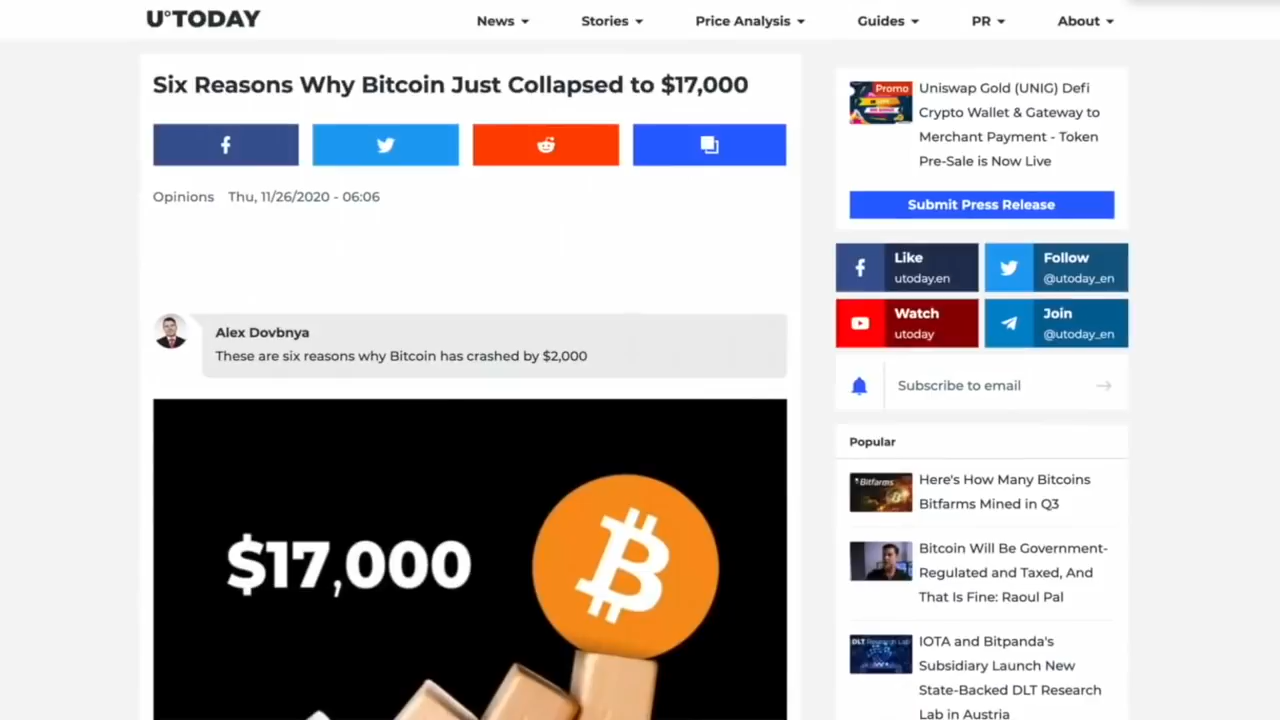 U°TODAY
News
Stories
Price Analysis
Guides
PR
About
Six Reasons Why Bitcoin Just Collapsed to $17,000
Opinions Thu, 11/26/2020 - 06:06
Alex Dovbnya
These are six reasons why Bitcoin has crashed by $2,000
$17,000
Promo
Uniswap Gold (UNIG) Defi
Crypto Wallet & Gateway to
Merchant Payment - Token
Pre-Sale is Now Live
Submit Press Release
Like
utoday.en
Follow
@utoday_en
Watch
utoday
Join
@utoday_en
Subscribe to email
Popular
Bitfarms
Here's How Many Bitcoins
Bitfarms Mined in Q3
Bitcoin Will Be Government-
Regulated and Taxed, And
That Is Fine: Raoul Pal
DLT Research Lab
IOTA and Bitpanda's
Subsidiary Launch New
State-Backed DLT Research
Lab in Austria